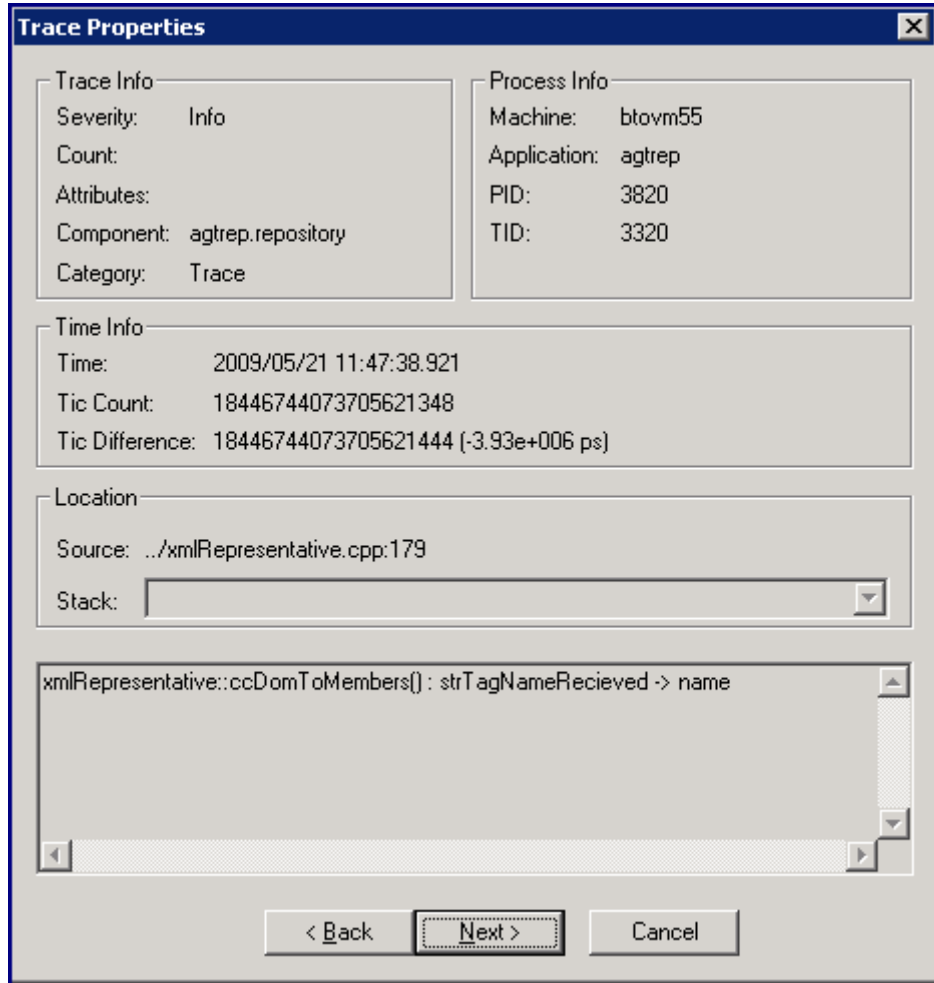 Trace Properties
Trace Info
Severity: Info
Count:
Attributes:
Component: agtrep.repository
Category: Trace
Process Info
Machine: btovm55
Application: agtrep
PID: 3820
TID: 3320
Time Info
Time: 2009/05/21 11:47:38.921
Tic Count: 18446744073705621348
Tic Difference: 18446744073705621444 (-3.93e+006 ps)
Location
Source: ../xmlRepresentative.cpp:179
Stack:
xmlRepresentative::ccDomToMembers() : strTagNameRecieved -> name
< Back
Next >
Cancel